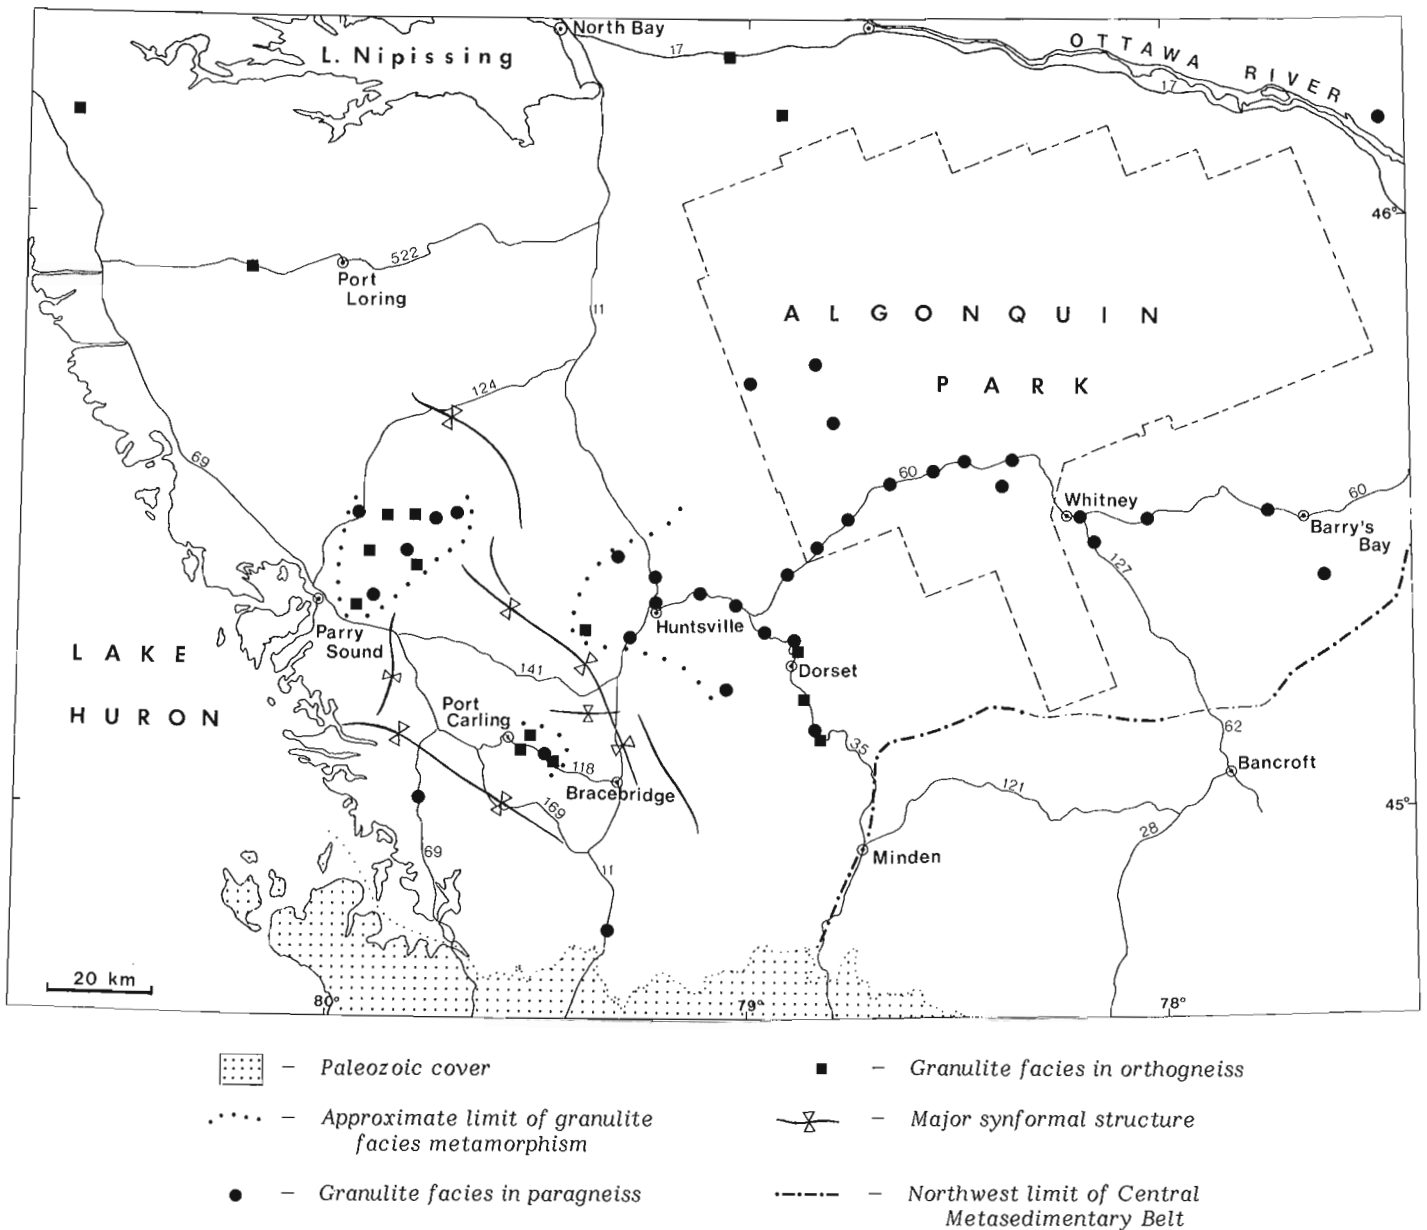 North Bay
L. Nipissing
17
OTTAWA RIVER
17
46°
522
Port
Loring
11
ALGONQUIN
PARK
124
69
60
Whitney
60
Barry's
Bay
127
Huntsville
Parry
Sound
LAKE
HURON
141
Dorset
Port
Carling
35
62
Bancroft
118
Bracebridge
169
121
45°
28
Minden
69
11
20 km
80°
79°
78°
– Paleozoic cover
– Approximate limit of granulite
facies metamorphism
– Granulite facies in paragneiss
– Granulite facies in orthogneiss
– Major synformal structure
– Northwest limit of Central
Metasedimentary Belt